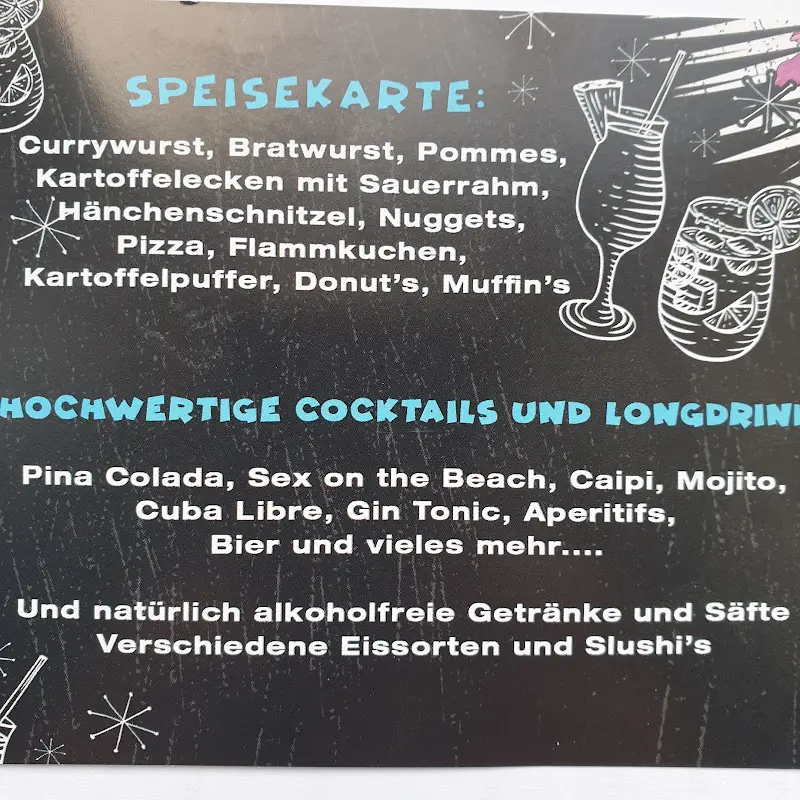 SPEISEKARTE:
Currywurst, Bratwurst, Pommes,
Kartoffelecken mit Sauerrahm,
Hänchenschnitzel, Nuggets,
Pizza, Flammkuchen,
Kartoffelpuffer, Donut's, Muffin's
HOCHWERTIGE COCKTAILS UND LONGDRIN
Pina Colada, Sex on the Beach, Caipi, Mojito,
Cuba Libre, Gin Tonic, Aperitifs,
Bier und vieles mehr....
Und natürlich alkoholfreie Getränke und Säfte
Verschiedene Eissorten und Slushi's